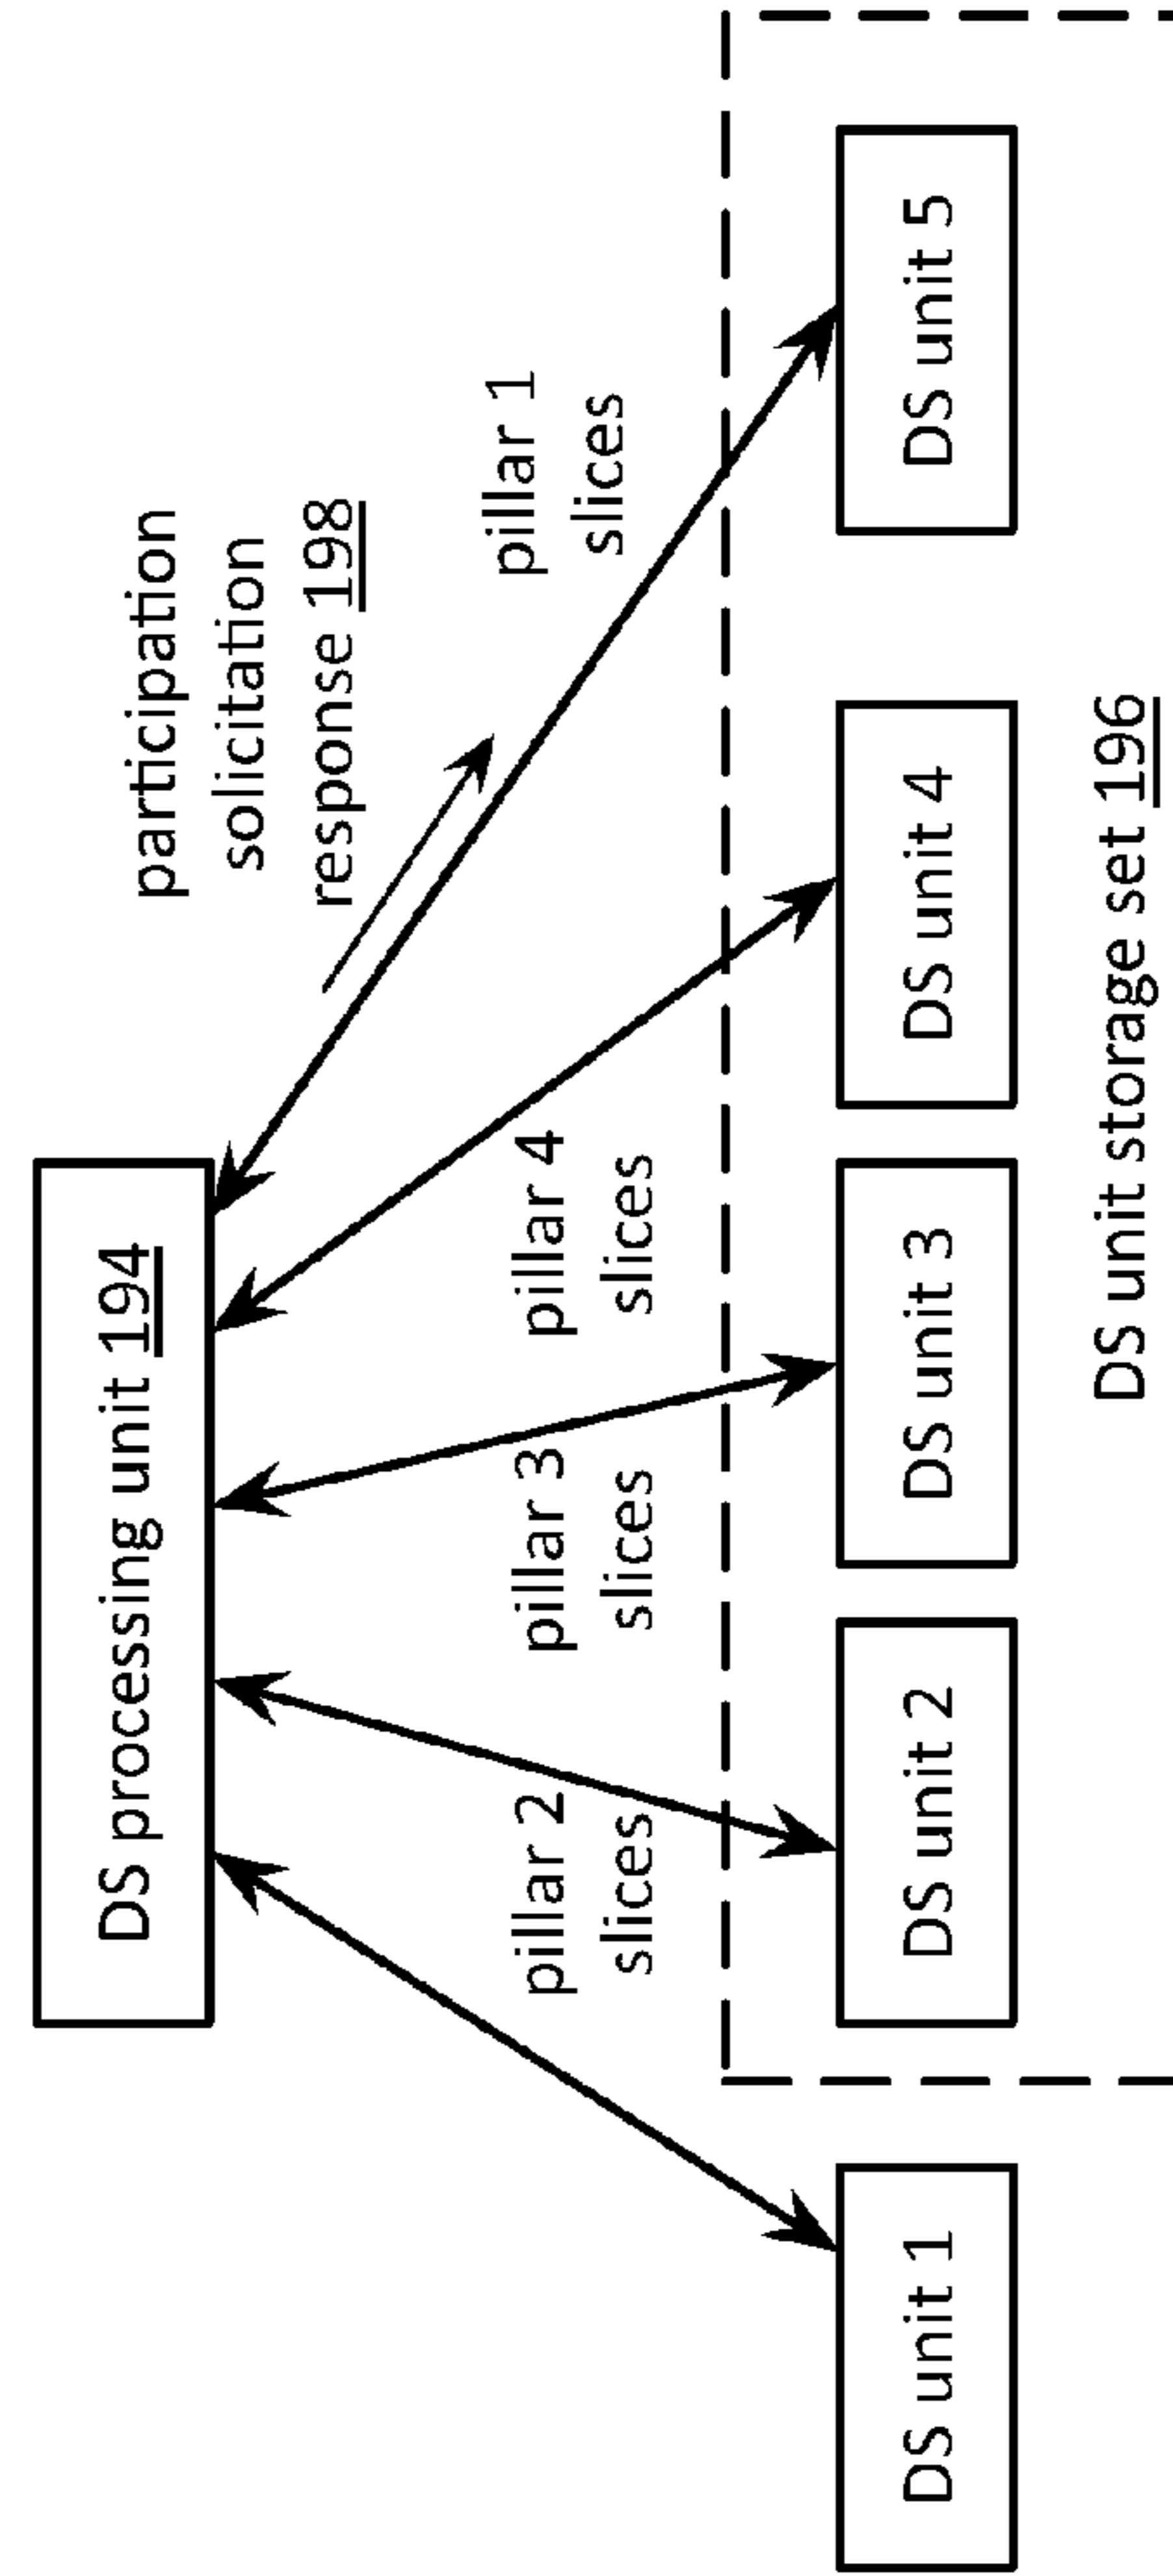 DS processing unit 194
participation
solicitation
response 198
pillar 1
slices
pillar 2
slices
pillar 3
slices
pillar 4
slices
DS unit 1
DS unit 2
DS unit 3
DS unit 4
DS unit 5
DS unit storage set 196